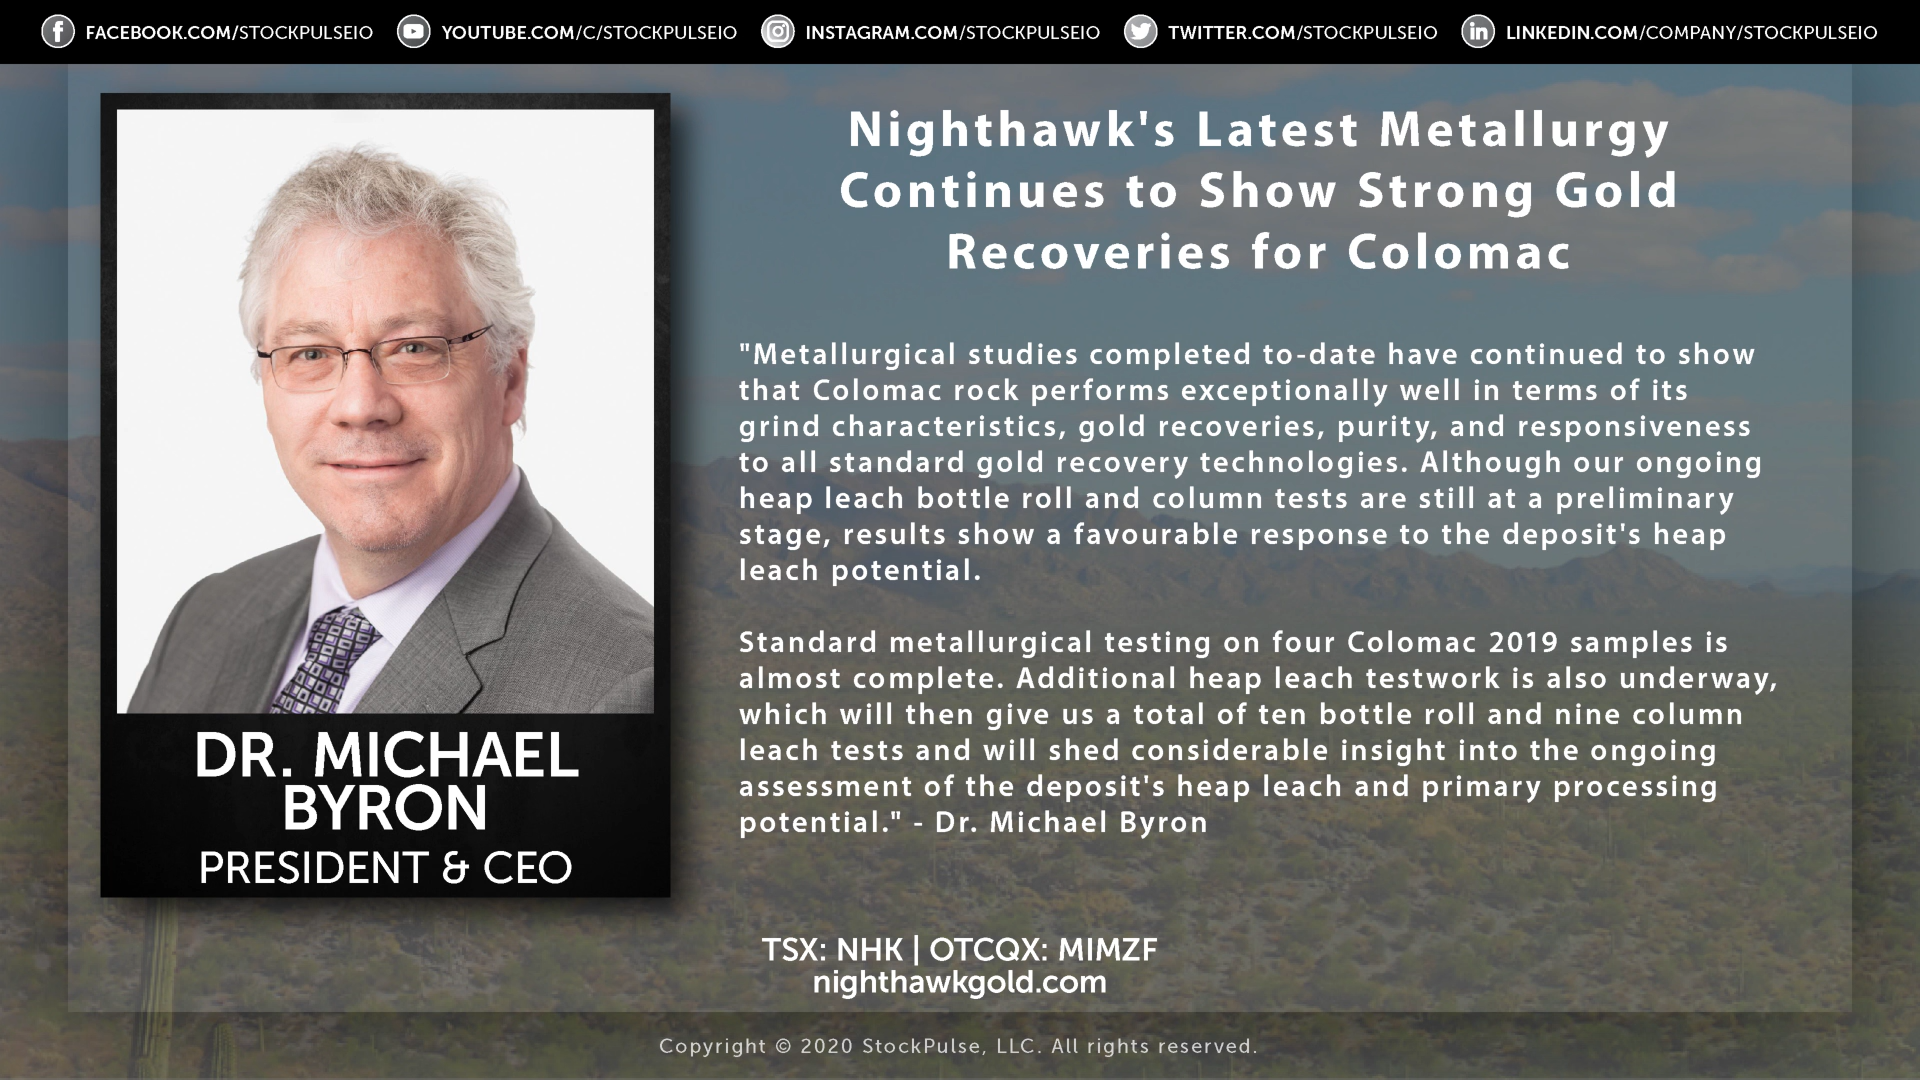 FACEBOOK.COM/STOCKPULSEIO
YOUTUBE.COM/C/STOCKPULSEIO
INSTAGRAM.COM/STOCKPULSEIO
TWITTER.COM/STOCKPULSEIO
LINKEDIN.COM/COMPANY/STOCKPULSEIO
DR. MICHAEL
BYRON
PRESIDENT & CEO
Nighthawk's Latest Metallurgy
Continues to Show Strong Gold
Recoveries for Colomac
"Metallurgical studies completed to-date have continued to show
that Colomac rock performs exceptionally well in terms of its
grind characteristics, gold recoveries, purity, and responsiveness
to all standard gold recovery technologies. Although our ongoing
heap leach bottle roll and column tests are still at a preliminary
stage, results show a favourable response to the deposit's heap
leach potential.
Standard metallurgical testing on four Colomac 2019 samples is
almost complete. Additional heap leach testwork is also underway,
which will then give us a total of ten bottle roll and nine column
leach tests and will shed considerable insight into the ongoing
assessment of the deposit's heap leach and primary processing
potential." - Dr. Michael Byron
TSX: NHK | OTCQX: MIMZF
nighthawkgold.com
Copyright © 2020 StockPulse, LLC. All rights reserved.